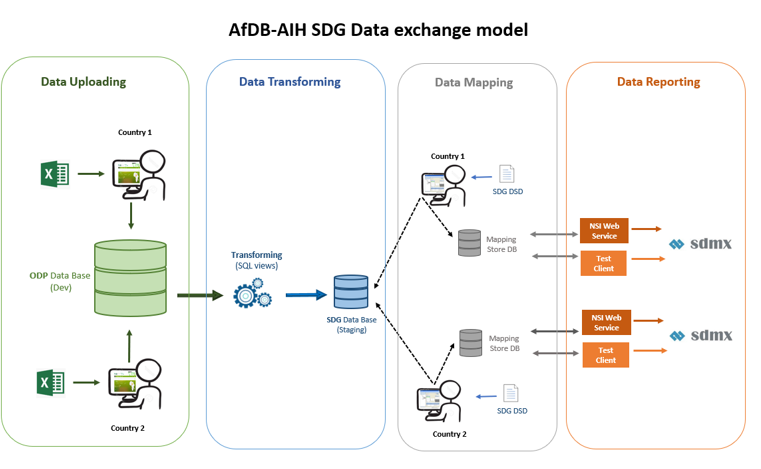 AfDB-AIH SDG Data exchange model
Data Uploading
Country 1
ODP Data Base
(Dev)
Country 2
Data Transforming
Transforming
(SQL views)
SDG Data Base
(Staging)
Data Mapping
Country 1
SDG DSD
Mapping
Store DB
Mapping
Store DB
SDG DSD
Country 2
Data Reporting
NSI Web
Service
Test
Client
sdmx
NSI Web
Service
Test
Client
sdmx